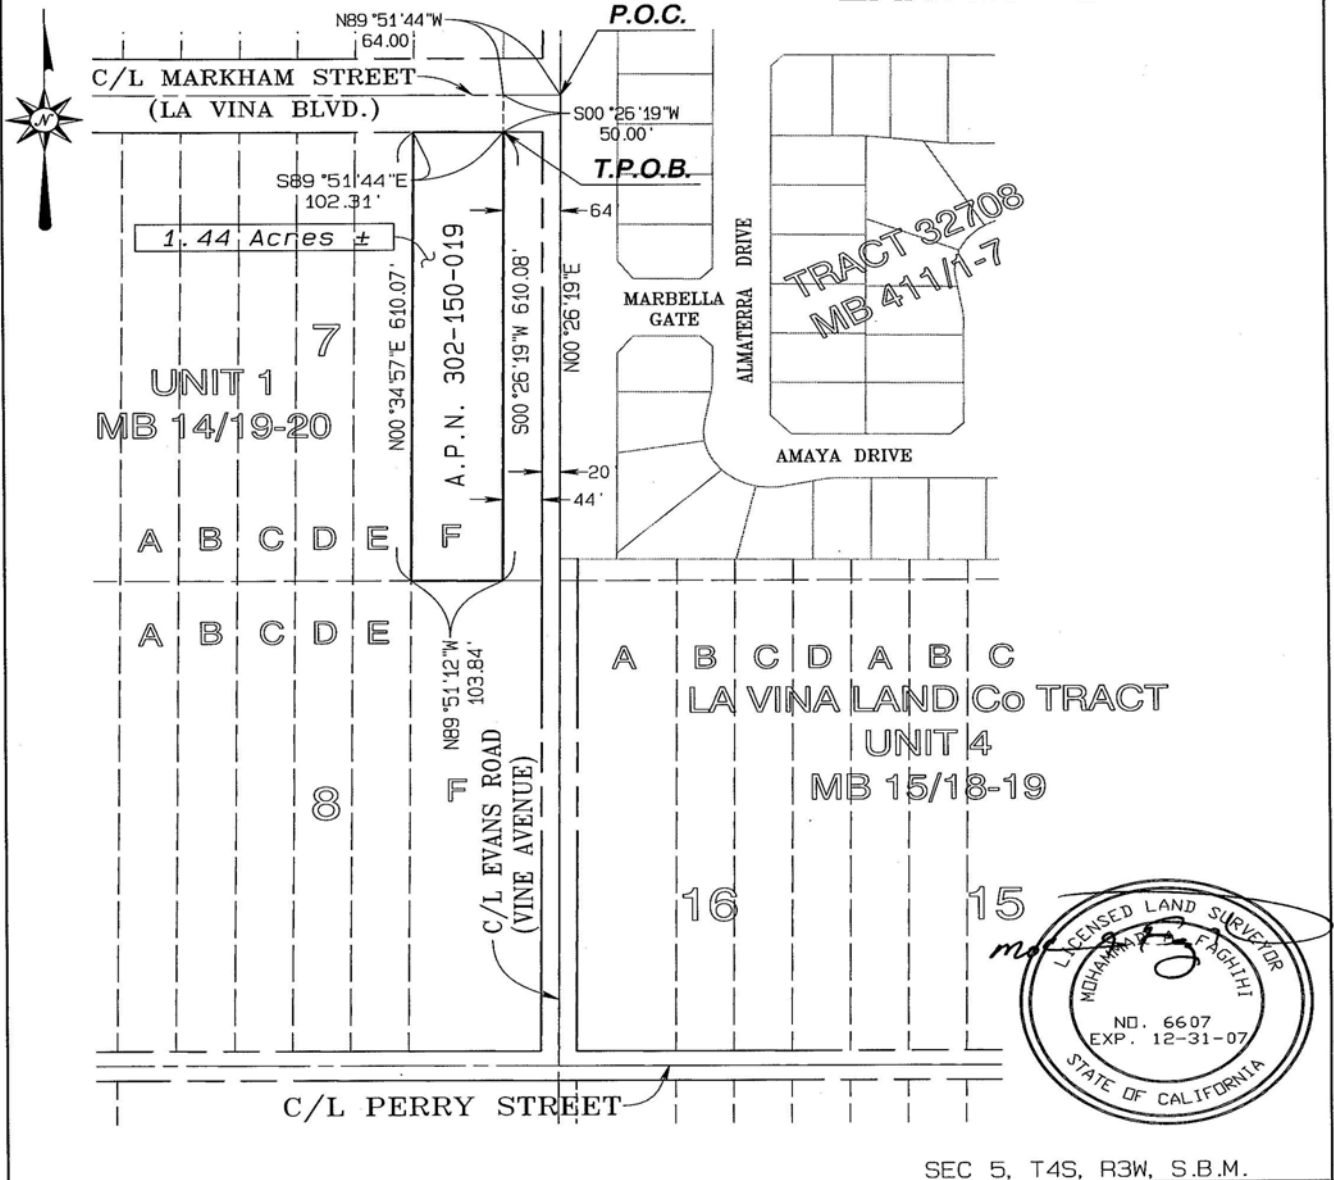 N89°51'44"W
64.00
P.O.C.
C/L MARKHAM STREET
(LA VINA BLVD.)
N
S00°26'19"W
50.00'
T.P.O.B.
S89°51'44"E
102.31'
64'
1.44 Acres ±
N00°34'57"E 610.07'
A.P.N. 302-150-019
S00°26'19"W 610.08'
N00°26'19"E
MARBELLA
GATE
ALMATERRA DRIVE
TRACT 32708
MB 411/1-7
7
UNIT 1
MB 14/19-20
20
44'
AMAYA DRIVE
A B C D E F
A B C D E
N89°51'12"W
103.84'
F
8
C/L EVANS ROAD
(VINE AVENUE)
A B C D A B C
LA VINA LAND Co TRACT
UNIT 4
MB 15/18-19
16 15
LICENSED LAND SURVEYOR
MOHAMMAD A. FAGHIHI
NO. 6607
EXP. 12-31-07
STATE OF CALIFORNIA
C/L PERRY STREET
SEC 5, T4S, R3W, S.B.M.